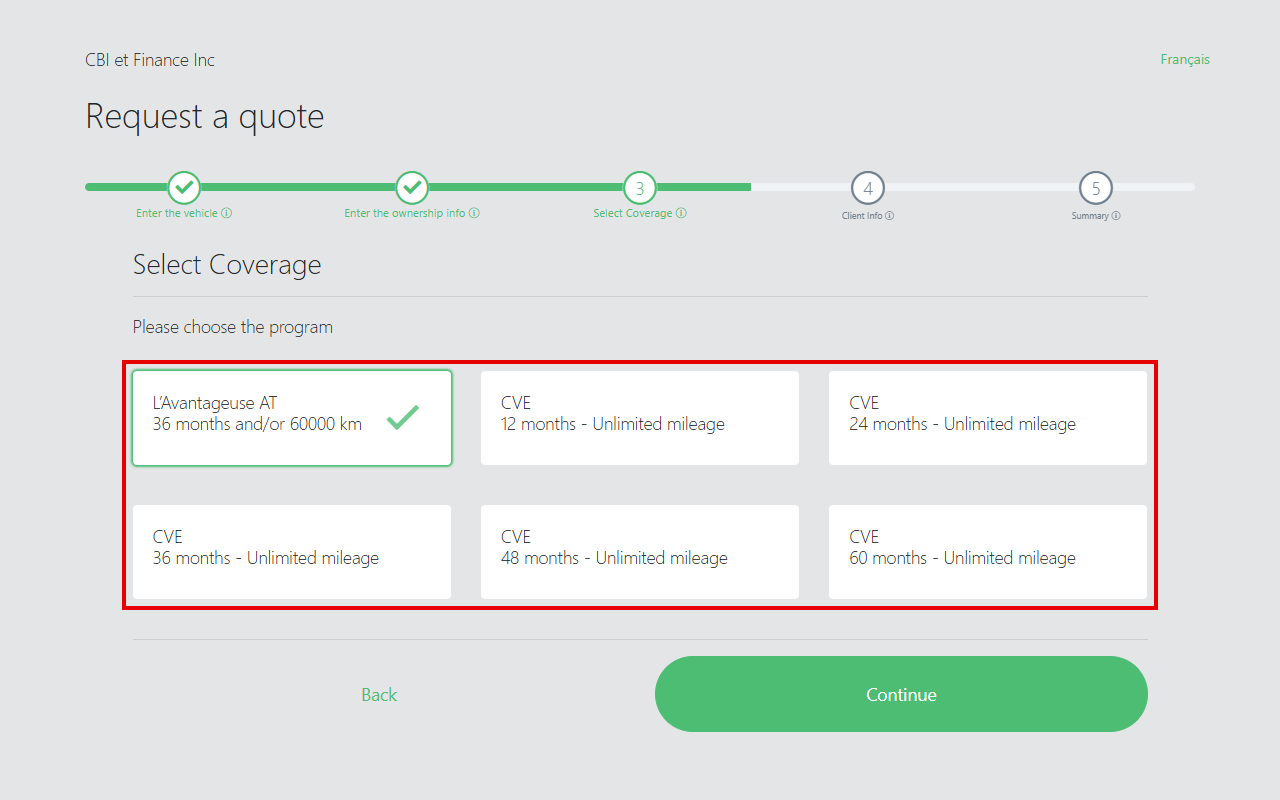 CBI et Finance Inc
Français
Request a quote
3
4
5
Enter the vehicle ⓘ
Enter the ownership info ⓘ
Select Coverage ⓘ
Client Info ⓘ
Summary ⓘ
Select Coverage
Please choose the program
L'Avantageuse AT
36 months and/or 60000 km
CVE
12 months - Unlimited mileage
CVE
24 months - Unlimited mileage
CVE
36 months - Unlimited mileage
CVE
48 months - Unlimited mileage
CVE
60 months - Unlimited mileage
Back
Continue